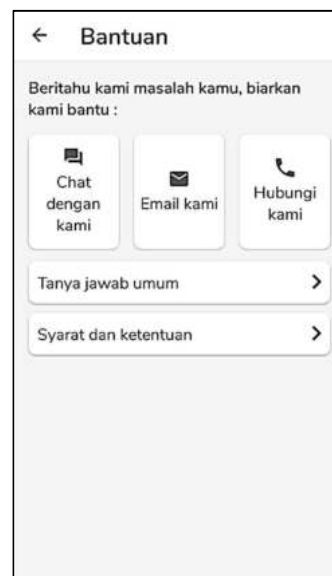 Bantuan
Beritahu kami masalah kamu, biarkan
kami bantu :
Chat
dengan
kami
Email kami
Hubungi
kami
Tanya jawab umum
Syarat dan ketentuan